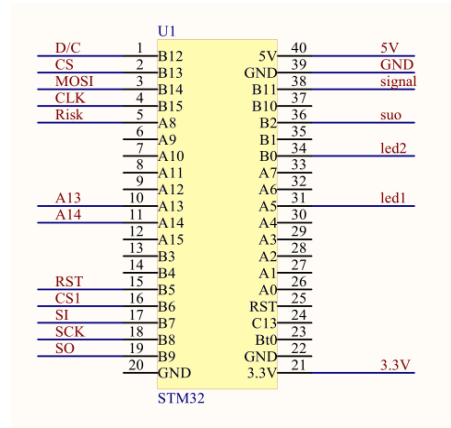 U1
D/C 1 B12 5V 40 5V
CS 2 B13 GND 39 GND
MOSI 3 B14 B11 38 signal
CLK 4 B15 B10 37
Risk 5 A8 B2 36 suo
6 A9 B1 35
7 A10 B0 34 led2
8 A11 A7 33
9 A12 A6 32
A13 10 A13 A5 31 led1
A14 11 A14 A4 30
12 A15 A3 29
13 B3 A2 28
14 B4 A1 27
RST 15 B5 A0 26
CS1 16 B6 RST 25
SI 17 B7 C13 24
SCK 18 B8 Bt0 23
SO 19 B9 GND 22
20 GND 3.3V 21 3.3V
STM32